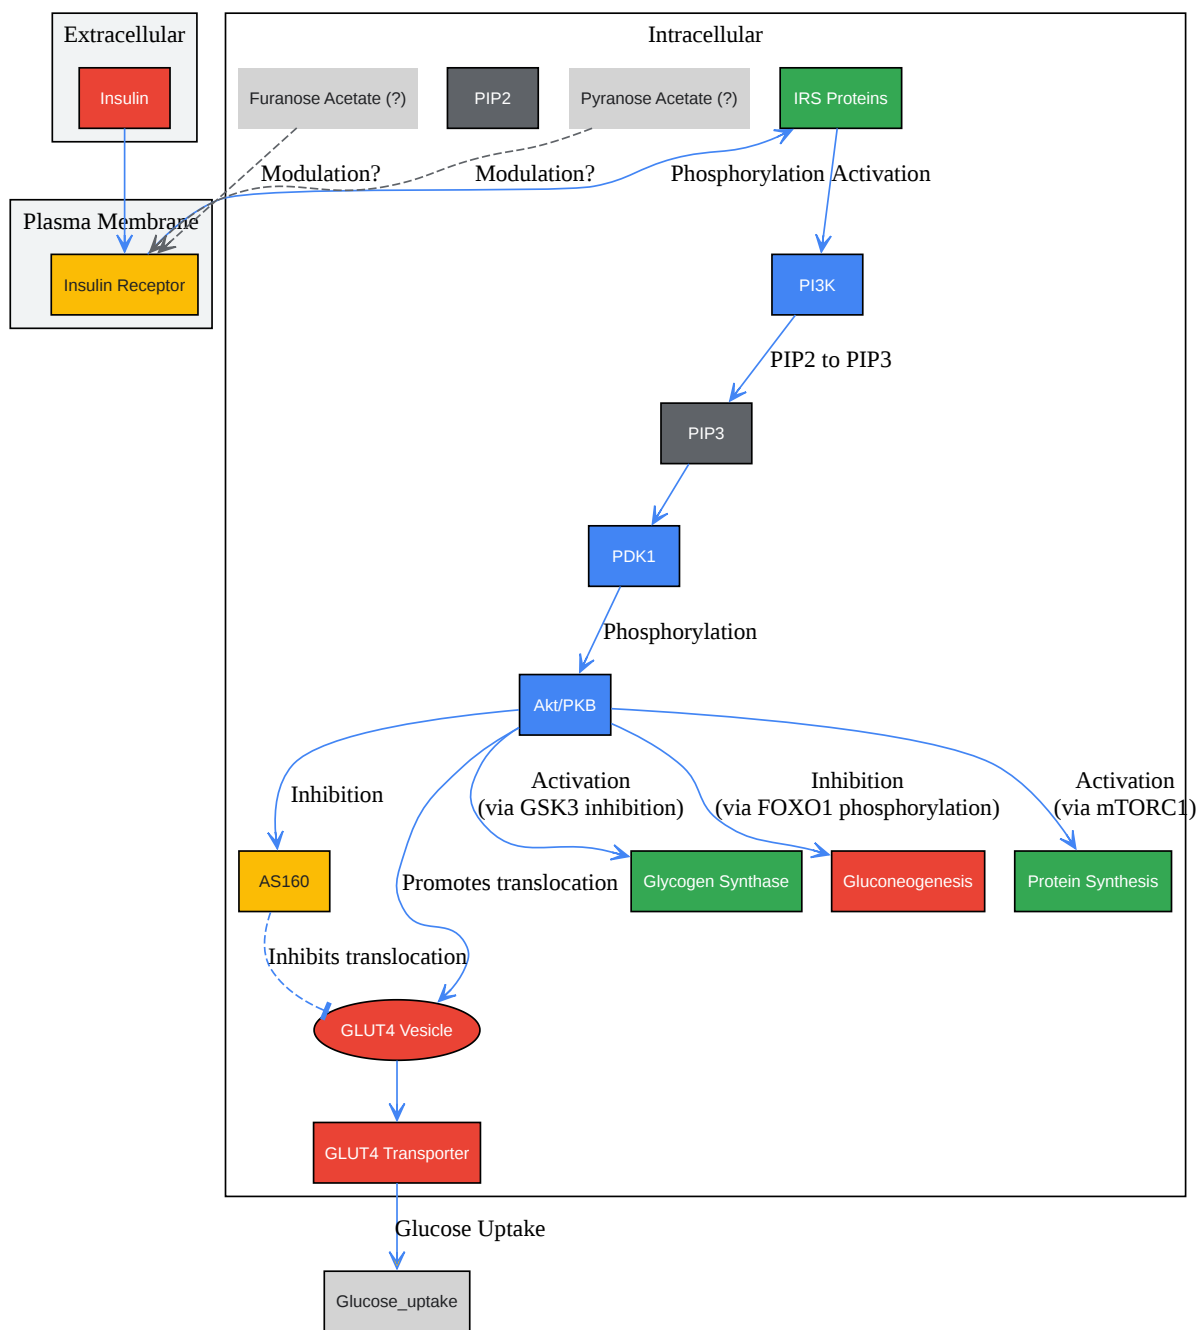 Extracellular
Intracellular
Insulin
Furanose Acetate (?)
PIP2
Pyranose Acetate (?)
IRS Proteins
Modulation?
Modulation?
Phosphorylation
Activation
Plasma Membrane
Insulin Receptor
PI3K
PIP2 to PIP3
PIP3
PDK1
Phosphorylation
Akt/PKB
Inhibition
Activation
(via GSK3 inhibition)
Inhibition
(via FOXO1 phosphorylation)
Activation
(via mTORC1)
AS160
Promotes translocation
Glycogen Synthase
Gluconeogenesis
Protein Synthesis
Inhibits translocation
GLUT4 Vesicle
GLUT4 Transporter
Glucose Uptake
Glucose_uptake